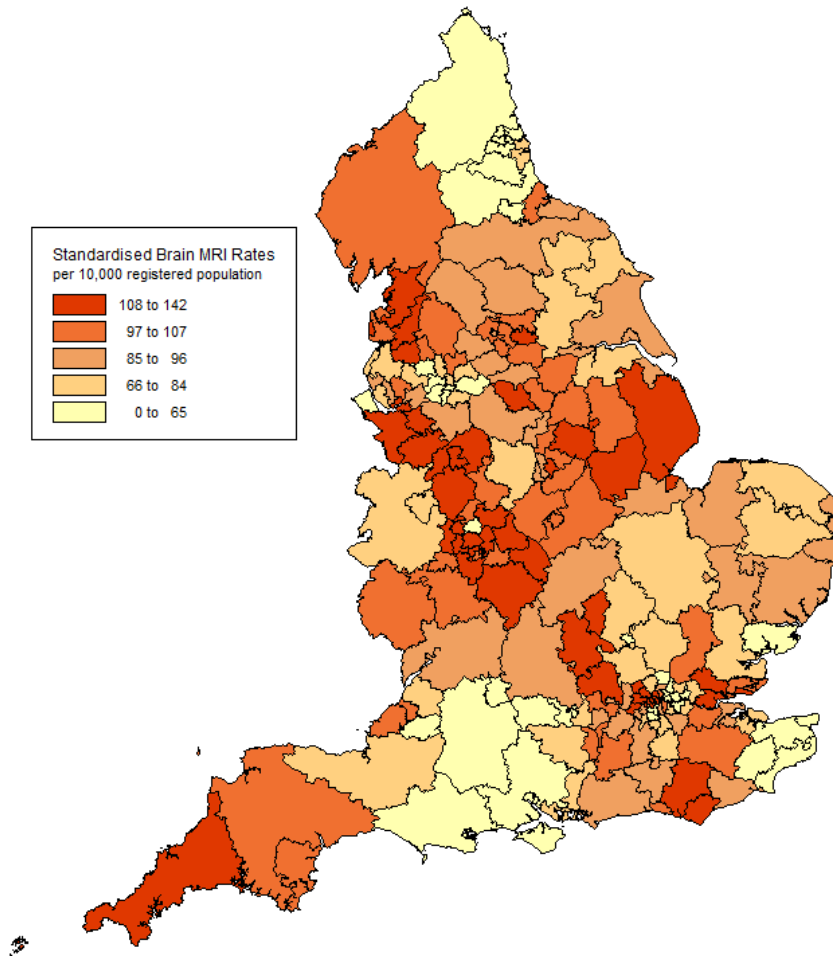 Standardised Brain MRI Rates
per 10,000 registered population
108 to 142
97 to 107
85 to 96
66 to 84
0 to 65